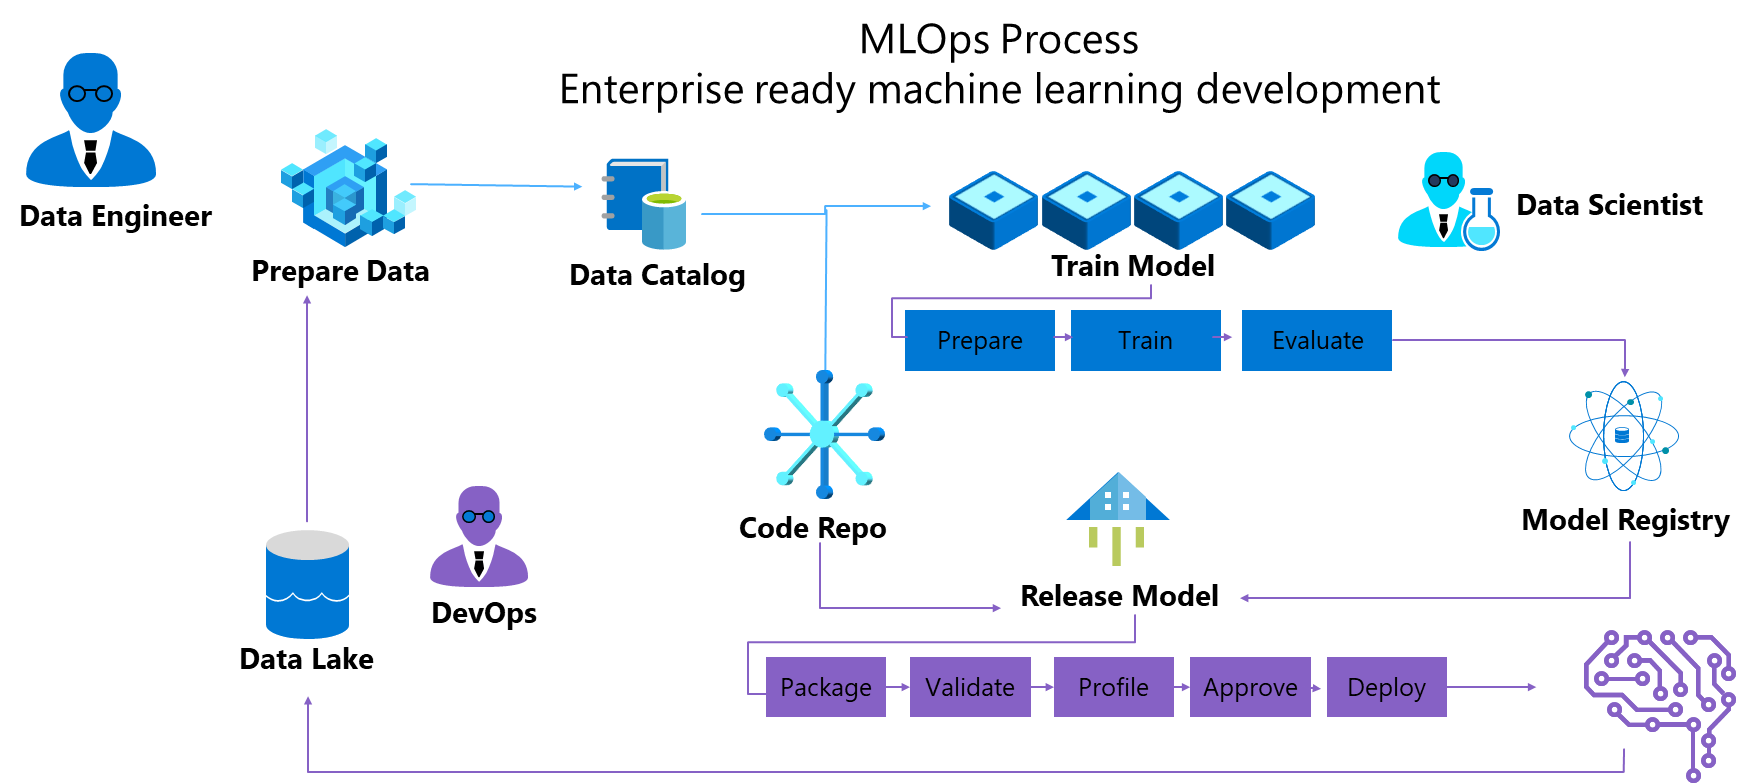 MLOps Process
Enterprise ready machine learning development
Data Engineer
Prepare Data
Data Catalog
Train Model
Data Scientist
Prepare
Train
Evaluate
Code Repo
Model Registry
DevOps
Release Model
Data Lake
Package
Validate
Profile
Approve
Deploy